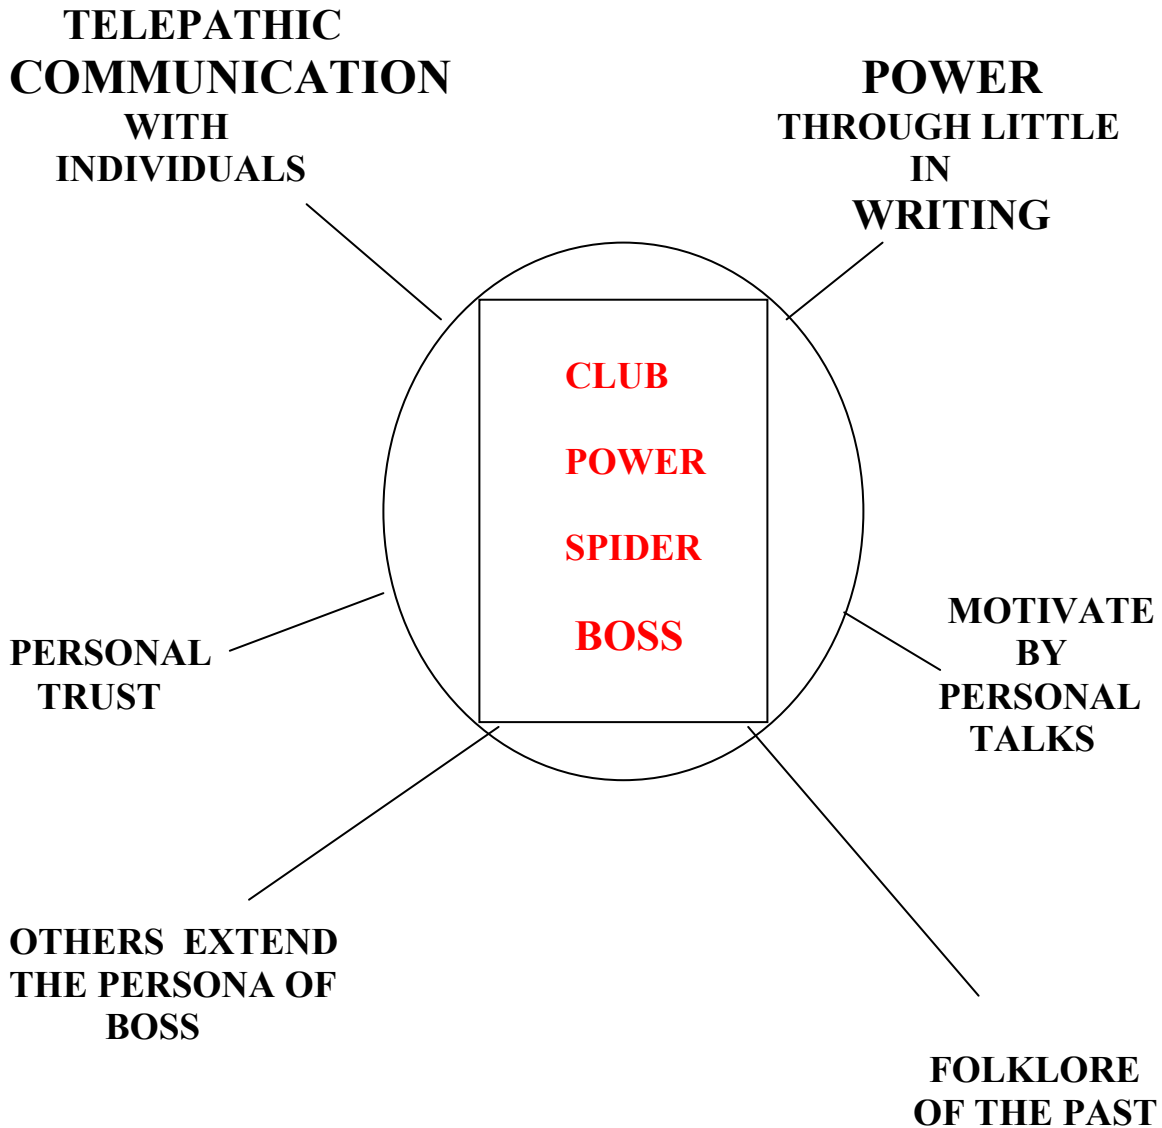 TELEPATHIC
COMMUNICATION
WITH
INDIVIDUALS
POWER
THROUGH LITTLE
IN
WRITING
CLUB
POWER
SPIDER
BOSS
PERSONAL
TRUST
MOTIVATE
BY
PERSONAL
TALKS
OTHERS EXTEND
THE PERSONA OF
BOSS
FOLKLORE
OF THE PAST